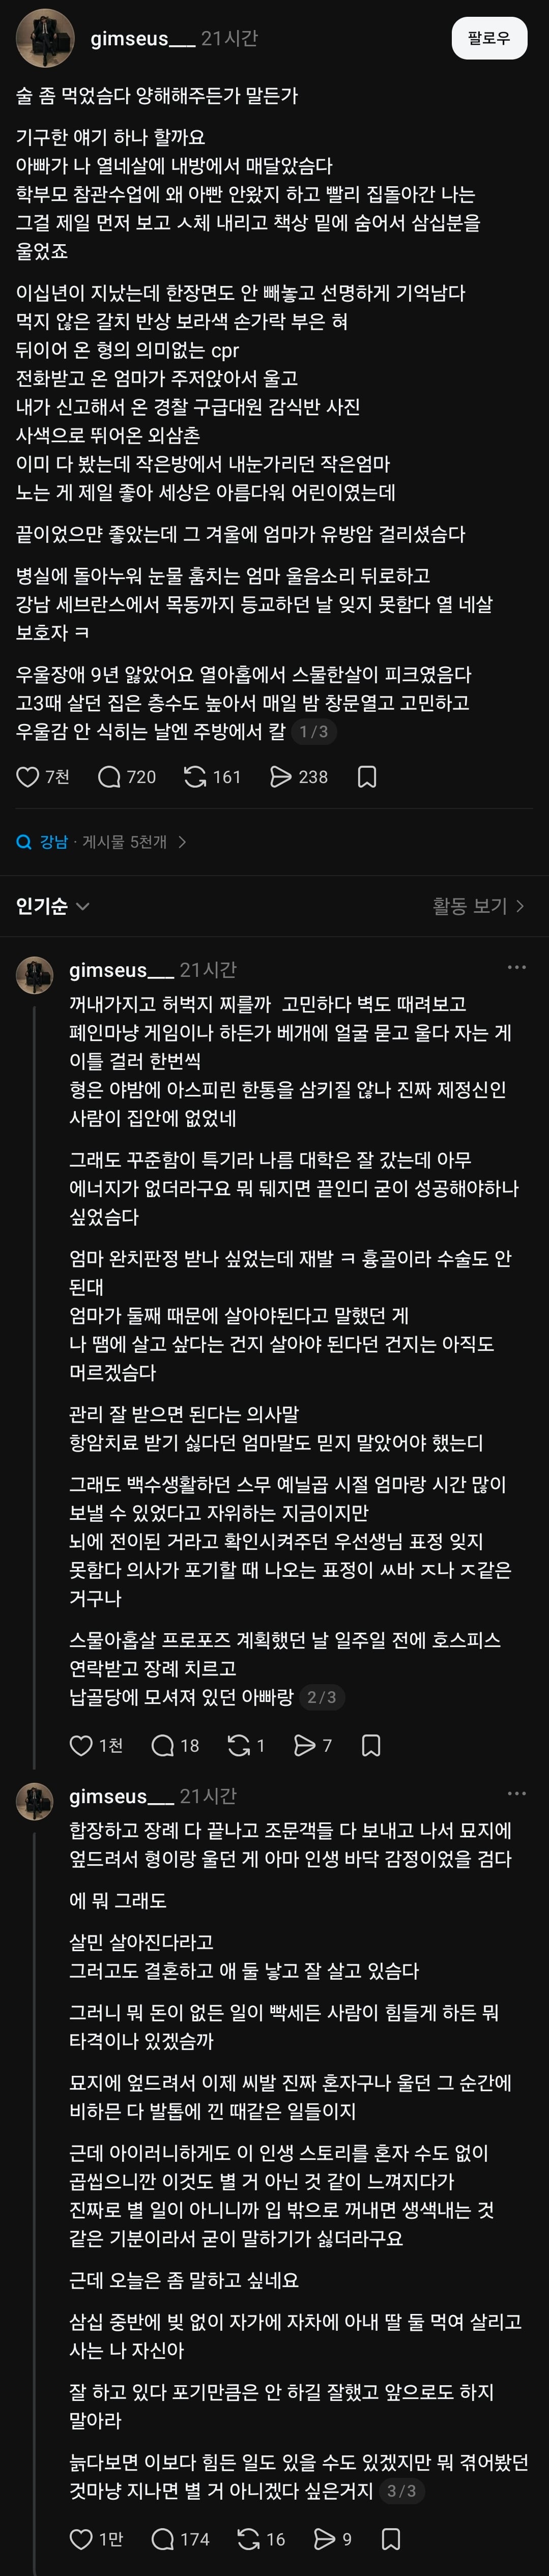 gimseus___ 21시간
팔로우
술 좀 먹었슴다 양해해주든가 말든가
기구한 얘기 하나 할까요
아빠가 나 열네살에 내방에서 매달았슴다
학부모 참관수업에 왜 아빤 안왔지 하고 빨리 집돌아간 나는
그걸 제일 먼저 보고 ㅅ체 내리고 책상 밑에 숨어서 삼십분을
울었죠
이십년이 지났는데 한장면도 안 빼놓고 선명하게 기억남다
먹지 않은 갈치 반상 보라색 손가락 부은 혀
뒤이어 온 형의 의미없는 cpr
전화받고 온 엄마가 주저앉아서 울고
내가 신고해서 온 경찰 구급대원 감식반 사진
사색으로 뛰어온 외삼촌
이미 다 봤는데 작은방에서 내눈가리던 작은엄마
노는 게 제일 좋아 세상은 아름다워 어린이였는데
끝이었으먄 좋았는데 그 겨울에 엄마가 유방암 걸리셨슴다
병실에 돌아누워 눈물 훔치는 엄마 울음소리 뒤로하고
강남 세브란스에서 목동까지 등교하던 날 잊지 못함다 열 네살
보호자 ㅋ
우울장애 9년 앓았어요 열아홉에서 스물한살이 피크였음다
고3때 살던 집은 층수도 높아서 매일 밤 창문열고 고민하고
우울감 안 식히는 날엔 주방에서 칼 1/3
7천 720 161 238
강남 · 게시물 5천개
인기순
활동 보기
gimseus___ 21시간
꺼내가지고 허벅지 찌를까 고민하다 벽도 때려보고
폐인마냥 게임이나 하든가 베개에 얼굴 묻고 울다 자는 게
이틀 걸러 한번씩
형은 야밤에 아스피린 한통을 삼키질 않나 진짜 제정신인
사람이 집안에 없었네
그래도 꾸준함이 특기라 나름 대학은 잘 갔는데 아무
에너지가 없더라구요 뭐 뒈지면 끝인디 굳이 성공해야하나
싶었슴다
엄마 완치판정 받나 싶었는데 재발 ㅋ 흉골이라 수술도 안
된대
엄마가 둘째 때문에 살아야된다고 말했던 게
나 땜에 살고 싶다는 건지 살아야 된다던 건지는 아직도
머르겠슴다
관리 잘 받으면 된다는 의사말
항암치료 받기 싫다던 엄마말도 믿지 말았어야 했는디
그래도 백수생활하던 스무 예닐곱 시절 엄마랑 시간 많이
보낼 수 있었다고 자위하는 지금이지만
뇌에 전이된 거라고 확인시켜주던 우선생님 표정 잊지
못함다 의사가 포기할 때 나오는 표정이 ㅆ바 ㅈ나 ㅈ같은
거구나
스물아홉살 프로포즈 계획했던 날 일주일 전에 호스피스
연락받고 장례 치르고
납골당에 모셔져 있던 아빠랑 2/3
1천 18 1 7
gimseus___ 21시간
합장하고 장례 다 끝나고 조문객들 다 보내고 나서 묘지에
엎드려서 형이랑 울던 게 아마 인생 바닥 감정이었을 검다
에 뭐 그래도
살민 살아진다라고
그러고도 결혼하고 애 둘 낳고 잘 살고 있슴다
그러니 뭐 돈이 없든 일이 빡세든 사람이 힘들게 하든 뭐
타격이나 있겠슴까
묘지에 엎드려서 이제 씨발 진짜 혼자구나 울던 그 순간에
비하믄 다 발톱에 낀 때같은 일들이지
근데 아이러니하게도 이 인생 스토리를 혼자 수도 없이
곱씹으니깐 이것도 별 거 아닌 것 같이 느껴지다가
진짜로 별 일이 아니니까 입 밖으로 꺼내면 생색내는 것
같은 기분이라서 굳이 말하기가 싫더라구요
근데 오늘은 좀 말하고 싶네요
삼십 중반에 빚 없이 자가에 자차에 아내 딸 둘 먹여 살리고
사는 나 자신아
잘 하고 있다 포기만큼은 안 하길 잘했고 앞으로도 하지
말아라
늙다보면 이보다 힘든 일도 있을 수도 있겠지만 뭐 겪어봤던
것마냥 지나면 별 거 아니겠다 싶은거지 3/3
1만 174 16 9